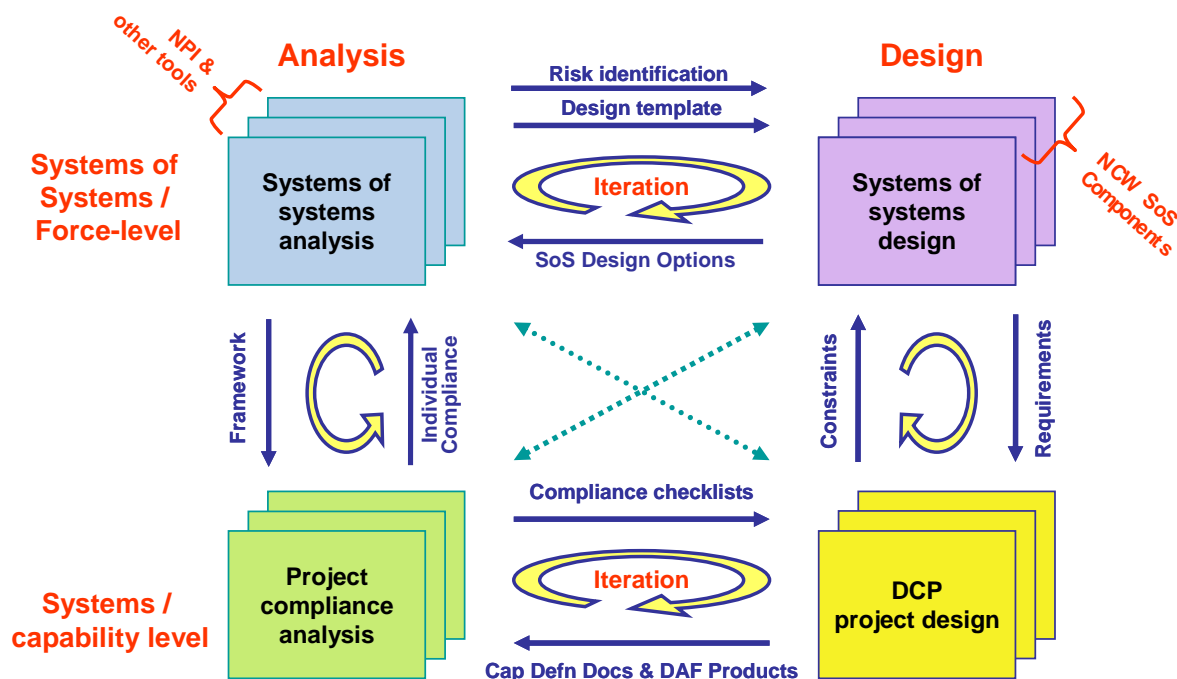 NPI &
other tools
Analysis
Design
Risk identification
Design template
Systems of
Systems /
Force-level
Systems of
systems
analysis
Iteration
Systems of
systems
design
NCW SoS
Components
SoS Design Options
Framework
Individual
Compliance
Constraints
Requirements
Compliance checklists
Systems /
capability level
Project
compliance
analysis
Iteration
DCP
project design
Cap Defn Docs & DAF Products